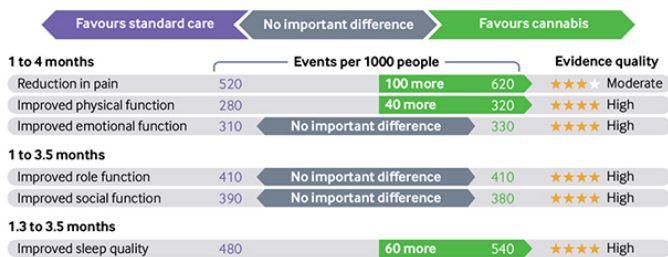 Favours standard care No important difference Favours cannabis
1 to 4 months Events per 1000 people Evidence quality
Reduction in pain 520 100 more 620 Moderate
Improved physical function 280 40 more 320 High
Improved emotional function 310 No important difference 330 High
1 to 3.5 months
Improved role function 410 No important difference 410 High
Improved social function 390 No important difference 380 High
1.3 to 3.5 months
Improved sleep quality 480 60 more 540 High